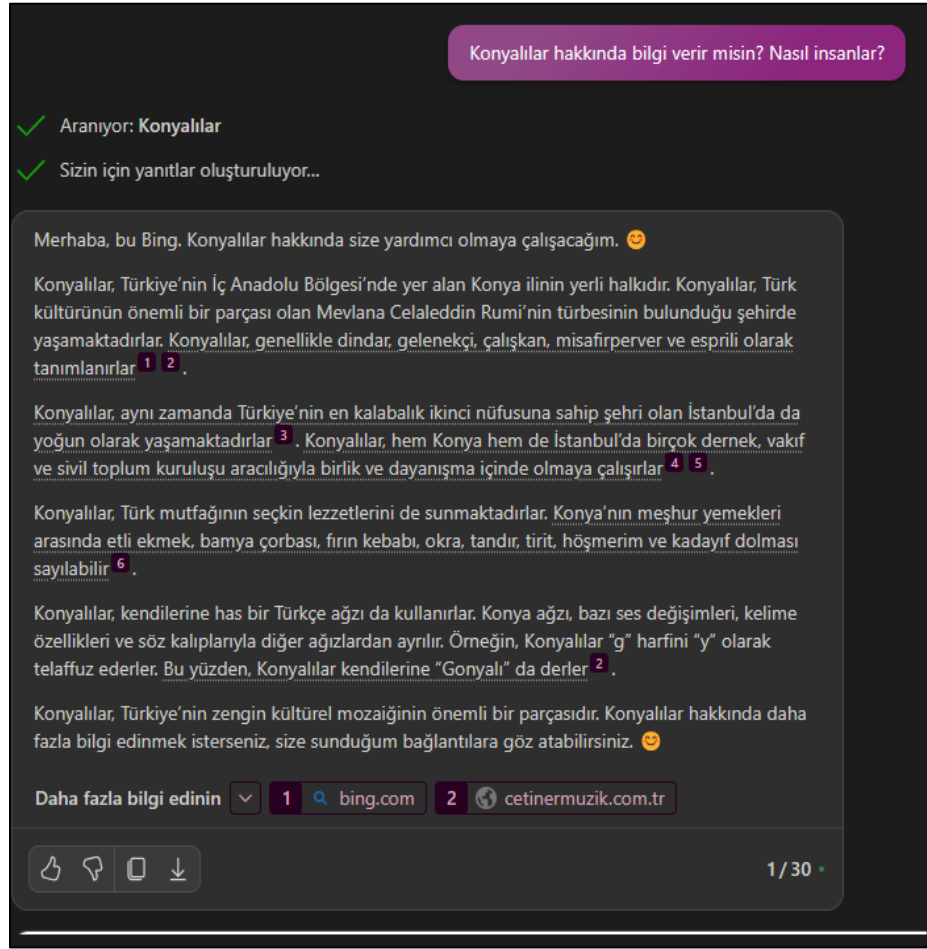 Konyalılar hakkında bilgi verir misin? Nasıl insanlar?
Aranıyor: Konyalılar
Sizin için yanıtlar oluşturuluyor...
Merhaba, bu Bing. Konyalılar hakkında size yardımcı olmaya çalışacağım. 😊
Konyalılar, Türkiye’nin İç Anadolu Bölgesi’nde yer alan Konya ilinin yerli halkıdır. Konyalılar, Türk
kültürünün önemli bir parçası olan Mevlana Celaleddin Rumi’nin türbesinin bulunduğu şehirde
yaşamaktadırlar. Konyalılar, genellikle dindar, gelenekçi, çalışkan, misafirperver ve esprili olarak
tanımlanırlar 1 2 .
Konyalılar, aynı zamanda Türkiye’nin en kalabalık ikinci nüfusuna sahip şehri olan İstanbul’da da
yoğun olarak yaşamaktadırlar 3 . Konyalılar, hem Konya hem de İstanbul’da birçok dernek, vakıf
ve sivil toplum kuruluşu aracılığıyla birlik ve dayanışma içinde olmaya çalışırlar 4 5 .
Konyalılar, Türk mutfağının seçkin lezzetlerini de sunmaktadırlar. Konya’nın meşhur yemekleri
arasında etli ekmek, bamya çorbası, fırın kebabı, okra, tandır, tirit, höşmerim ve kadayıf dolması
sayılabilir 6 .
Konyalılar, kendilerine has bir Türkçe ağzı da kullanırlar. Konya ağzı, bazı ses değişimleri, kelime
özellikleri ve söz kalıplarıyla diğer ağızlardan ayrılır. Örneğin, Konyalılar “g” harfini “y” olarak
telaffuz ederler. Bu yüzden, Konyalılar kendilerine “Gonyalı” da derler 2 .
Konyalılar, Türkiye’nin zengin kültürel mozaiğinin önemli bir parçasıdır. Konyalılar hakkında daha
fazla bilgi edinmek isterseniz, size sunduğum bağlantılara göz atabilirsiniz. 😊
Daha fazla bilgi edinin 1 bing.com 2 cetinermuzik.com.tr
1 / 30